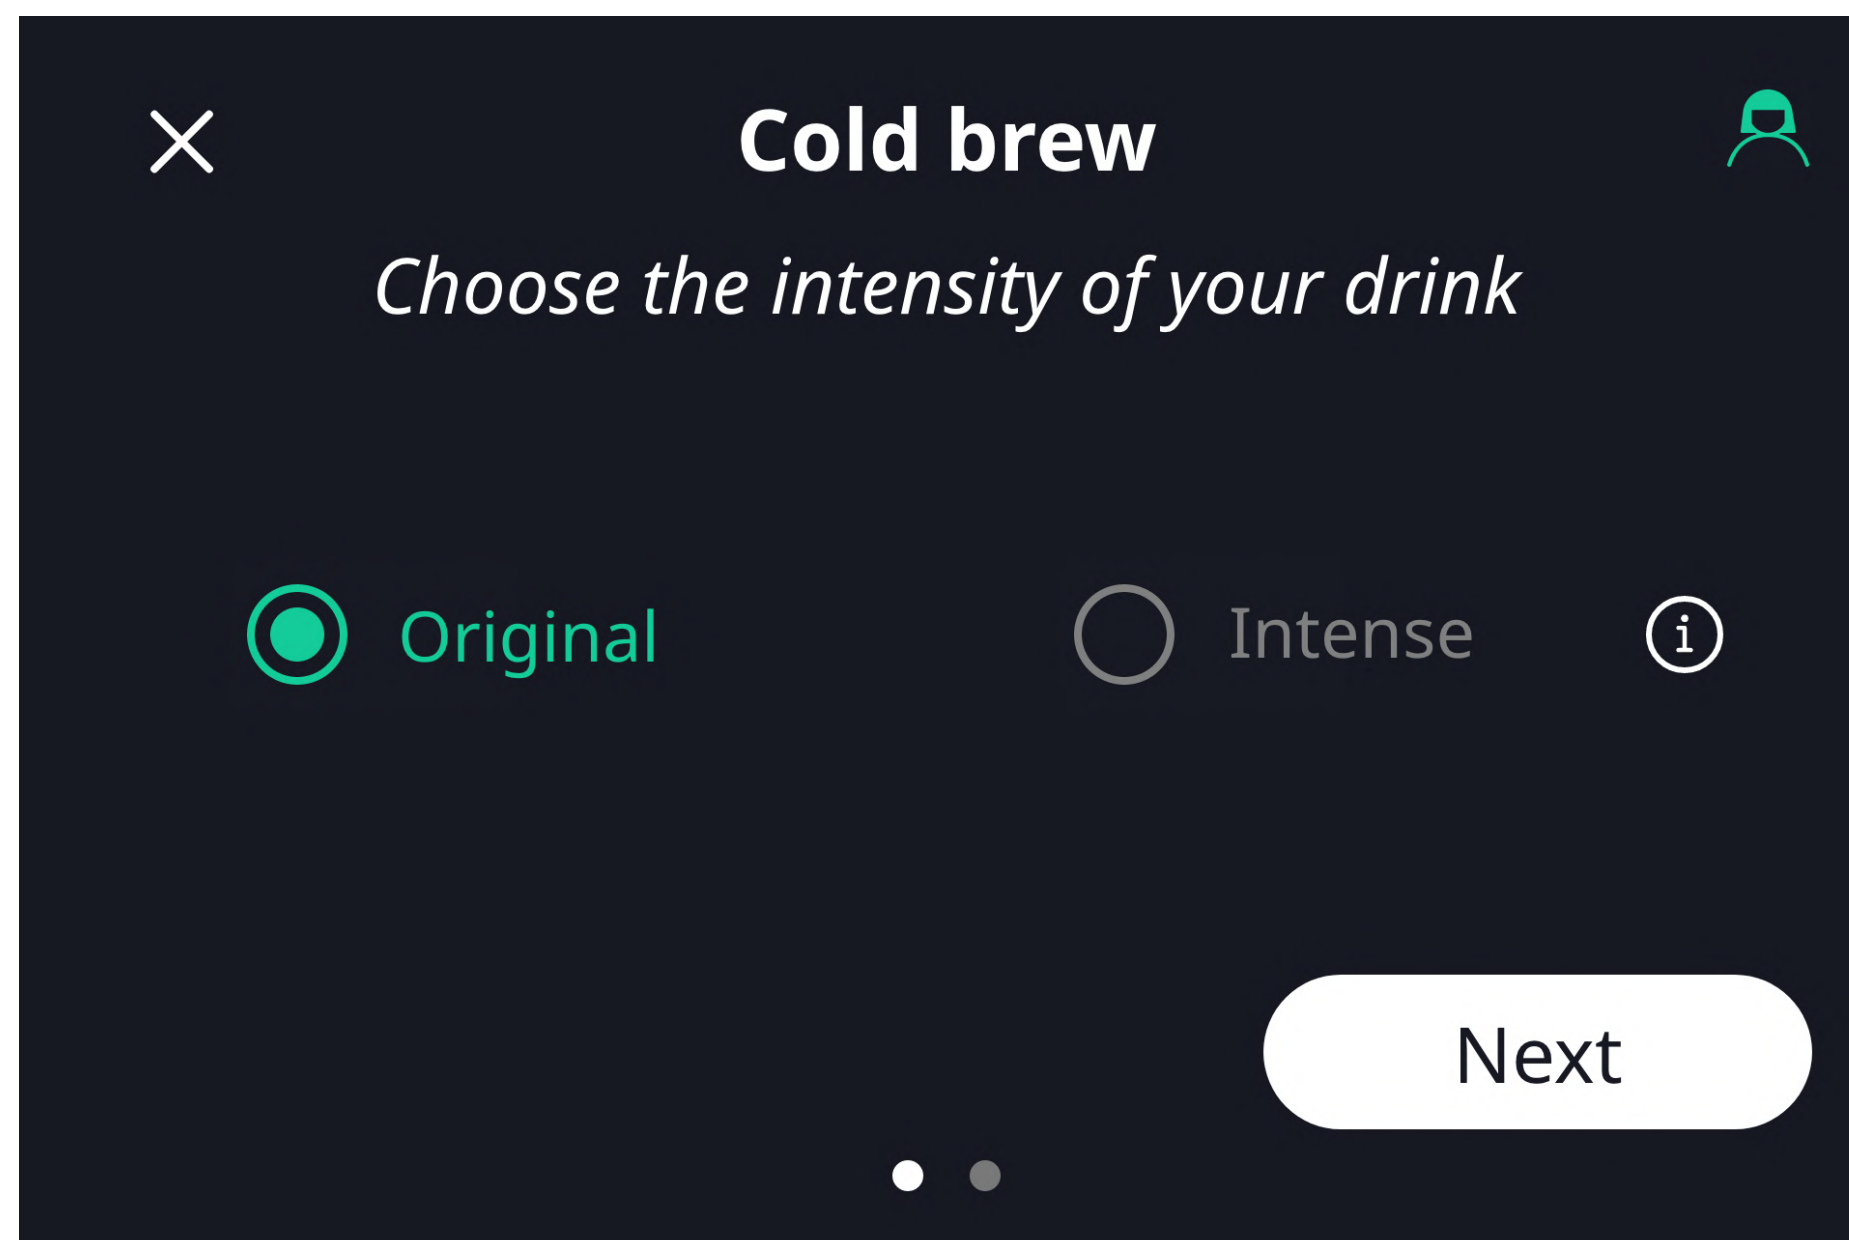 Cold brew
Choose the intensity of your drink
Original
Intense
Next